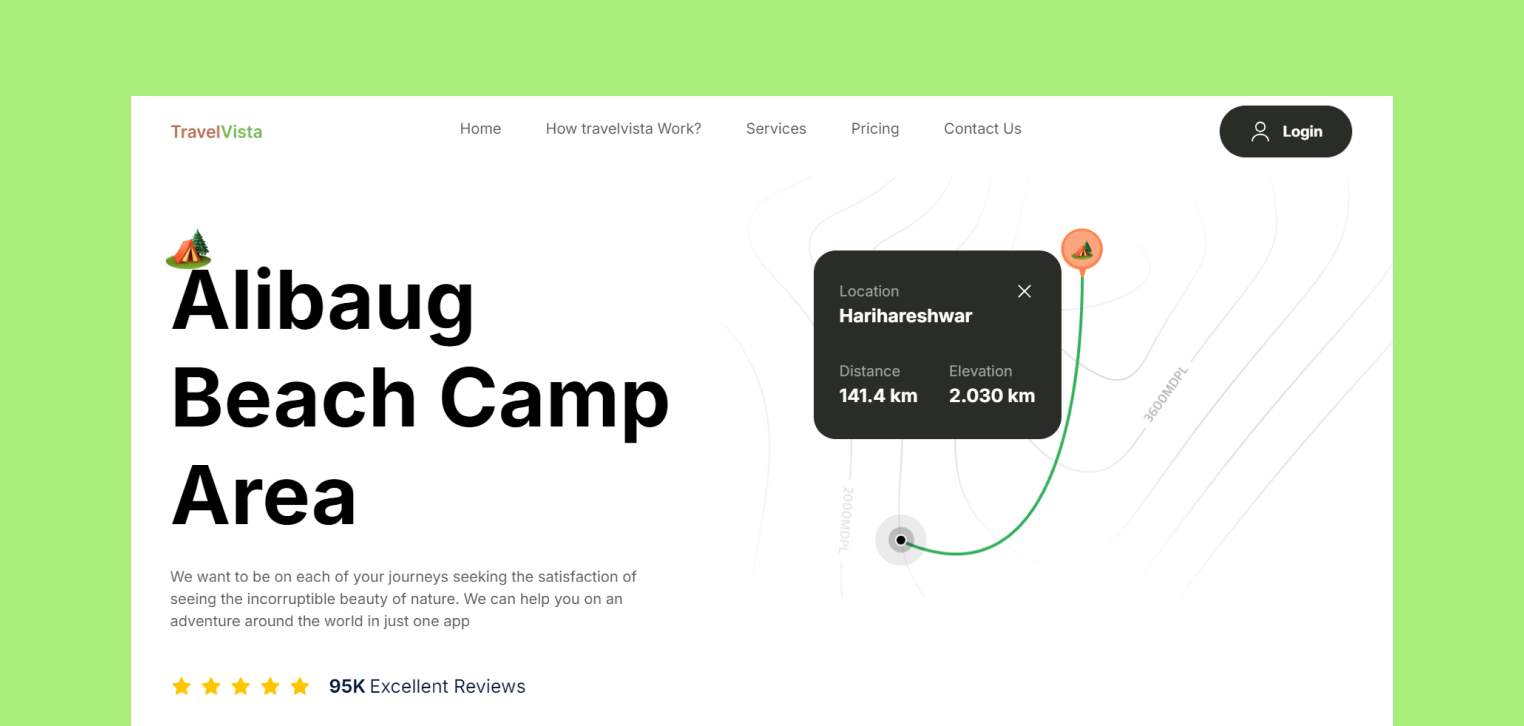 TravelVista
Home
How travelvista Work?
Services
Pricing
Contact Us
Login
Alibaug
Beach Camp
Area
We want to be on each of your journeys seeking the satisfaction of
seeing the incorruptible beauty of nature. We can help you on an
adventure around the world in just one app
95K Excellent Reviews
Location
Harihareshwar
Distance
141.4 km
Elevation
2.030 km
3600MDPL
2000MDPL